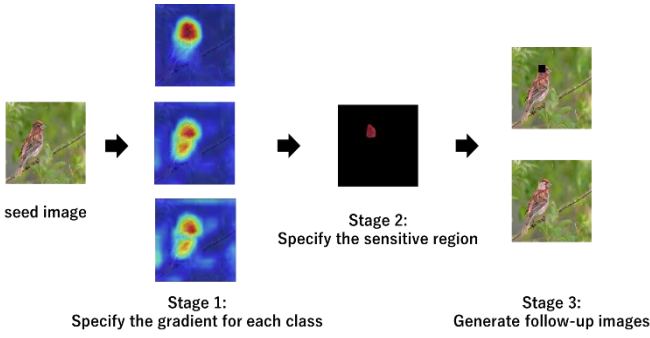 seed image
Stage 1:
Specify the gradient for each class
Stage 2:
Specify the sensitive region
Stage 3:
Generate follow-up images